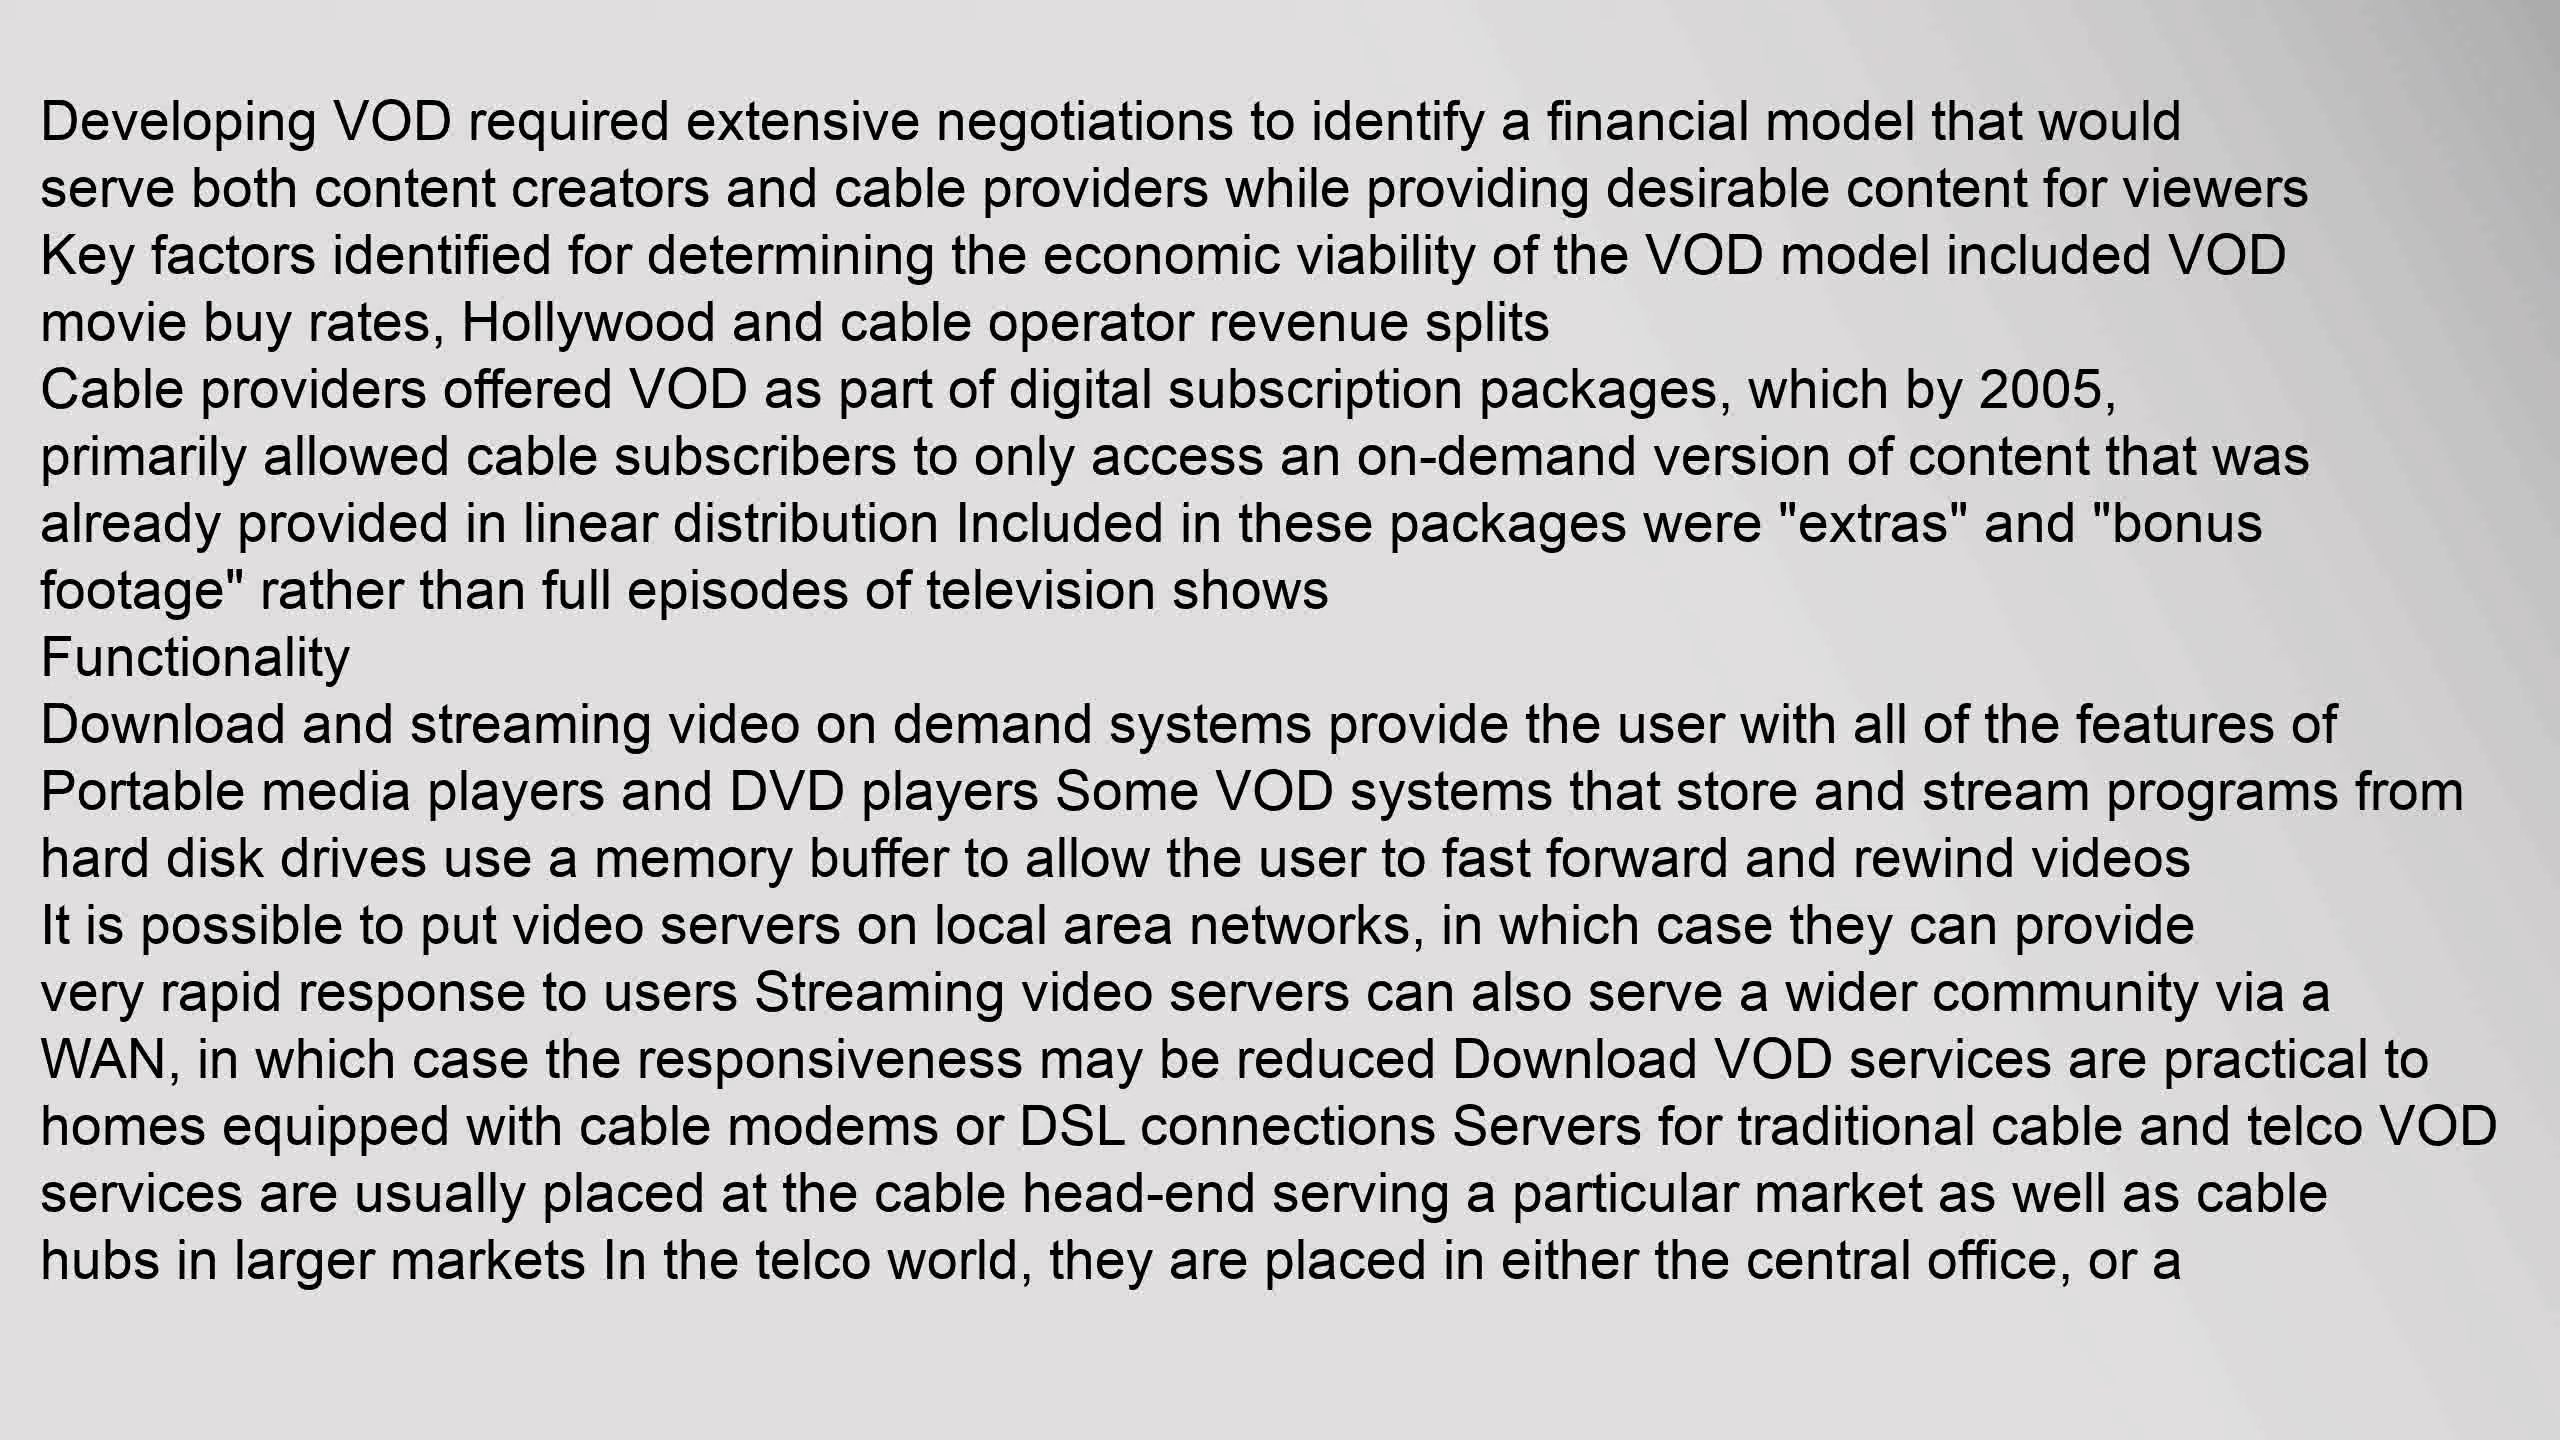 Developing VOD required extensive negotiations to identify a financial model that would
serve both content creators and cable providers while providing desirable content for viewers
Key factors identified for determining the economic viability of the VOD model included VOD
movie buy rates, Hollywood and cable operator revenue splits
Cable providers offered VOD as part of digital subscription packages, which by 2005,
primarily allowed cable subscribers to only access an on-demand version of content that was
already provided in linear distribution Included in these packages were "extras" and "bonus
footage" rather than full episodes of television shows
Functionality
Download and streaming video on demand systems provide the user with all of the features of
Portable media players and DVD players Some VOD systems that store and stream programs from
hard disk drives use a memory buffer to allow the user to fast forward and rewind videos
It is possible to put video servers on local area networks, in which case they can provide
very rapid response to users Streaming video servers can also serve a wider community via a
WAN, in which case the responsiveness may be reduced Download VOD services are practical to
homes equipped with cable modems or DSL connections Servers for traditional cable and telco VOD
services are usually placed at the cable head-end serving a particular market as well as cable
hubs in larger markets In the telco world, they are placed in either the central office, or a